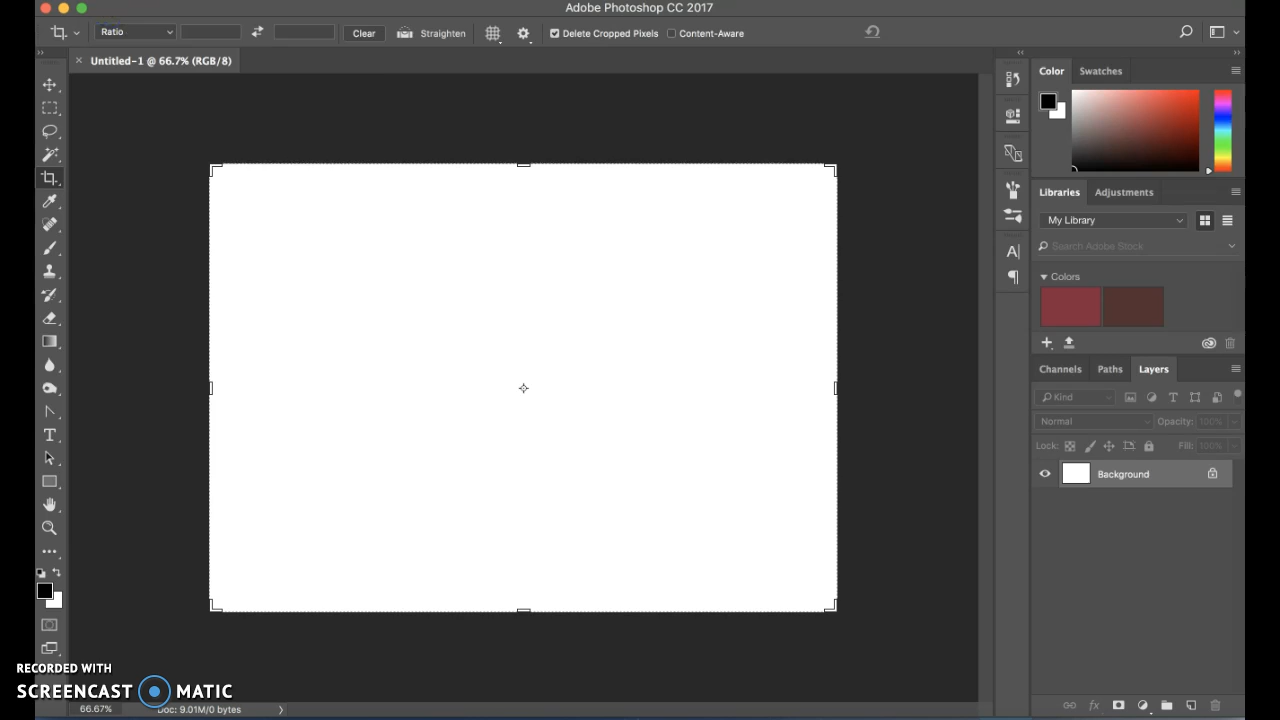 Adobe Photoshop CC 2017
Ratio
Clear
Straighten
Delete Cropped Pixels
Content-Aware
Untitled-1 @ 66.7% (RGB/8)
Color
Swatches
Libraries
Adjustments
My Library
Search Adobe Stock
Colors
Channels
Paths
Layers
Kind
Normal
Opacity: 100%
Lock:
Fill: 100%
Background
RECORDED WITH
SCREENCAST MATIC
66.67%
Doc: 9.01M/0 bytes